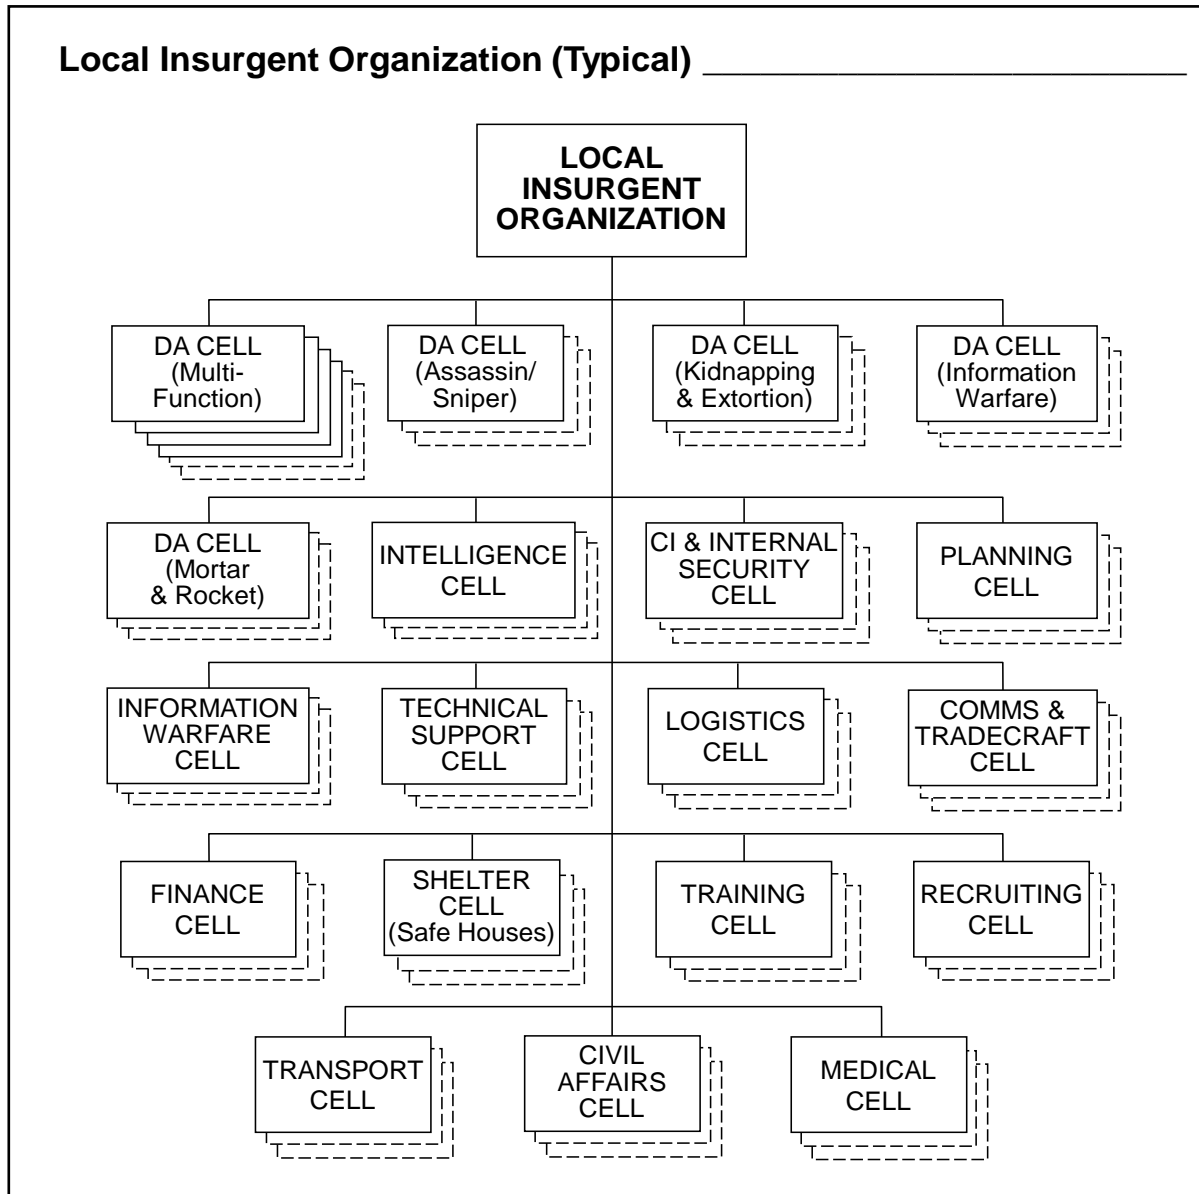 Local Insurgent Organization (Typical)
LOCAL
INSURGENT
ORGANIZATION
DA CELL
(Multi-
Function)
DA CELL
(Assassin/
Sniper)
DA CELL
(Kidnapping
& Extortion)
DA CELL
(Information
Warfare)
DA CELL
(Mortar
& Rocket)
INTELLIGENCE
CELL
CI & INTERNAL
SECURITY
CELL
PLANNING
CELL
INFORMATION
WARFARE
CELL
TECHNICAL
SUPPORT
CELL
LOGISTICS
CELL
COMMS &
TRADECRAFT
CELL
FINANCE
CELL
SHELTER
CELL
(Safe Houses)
TRAINING
CELL
RECRUITING
CELL
TRANSPORT
CELL
CIVIL
AFFAIRS
CELL
MEDICAL
CELL